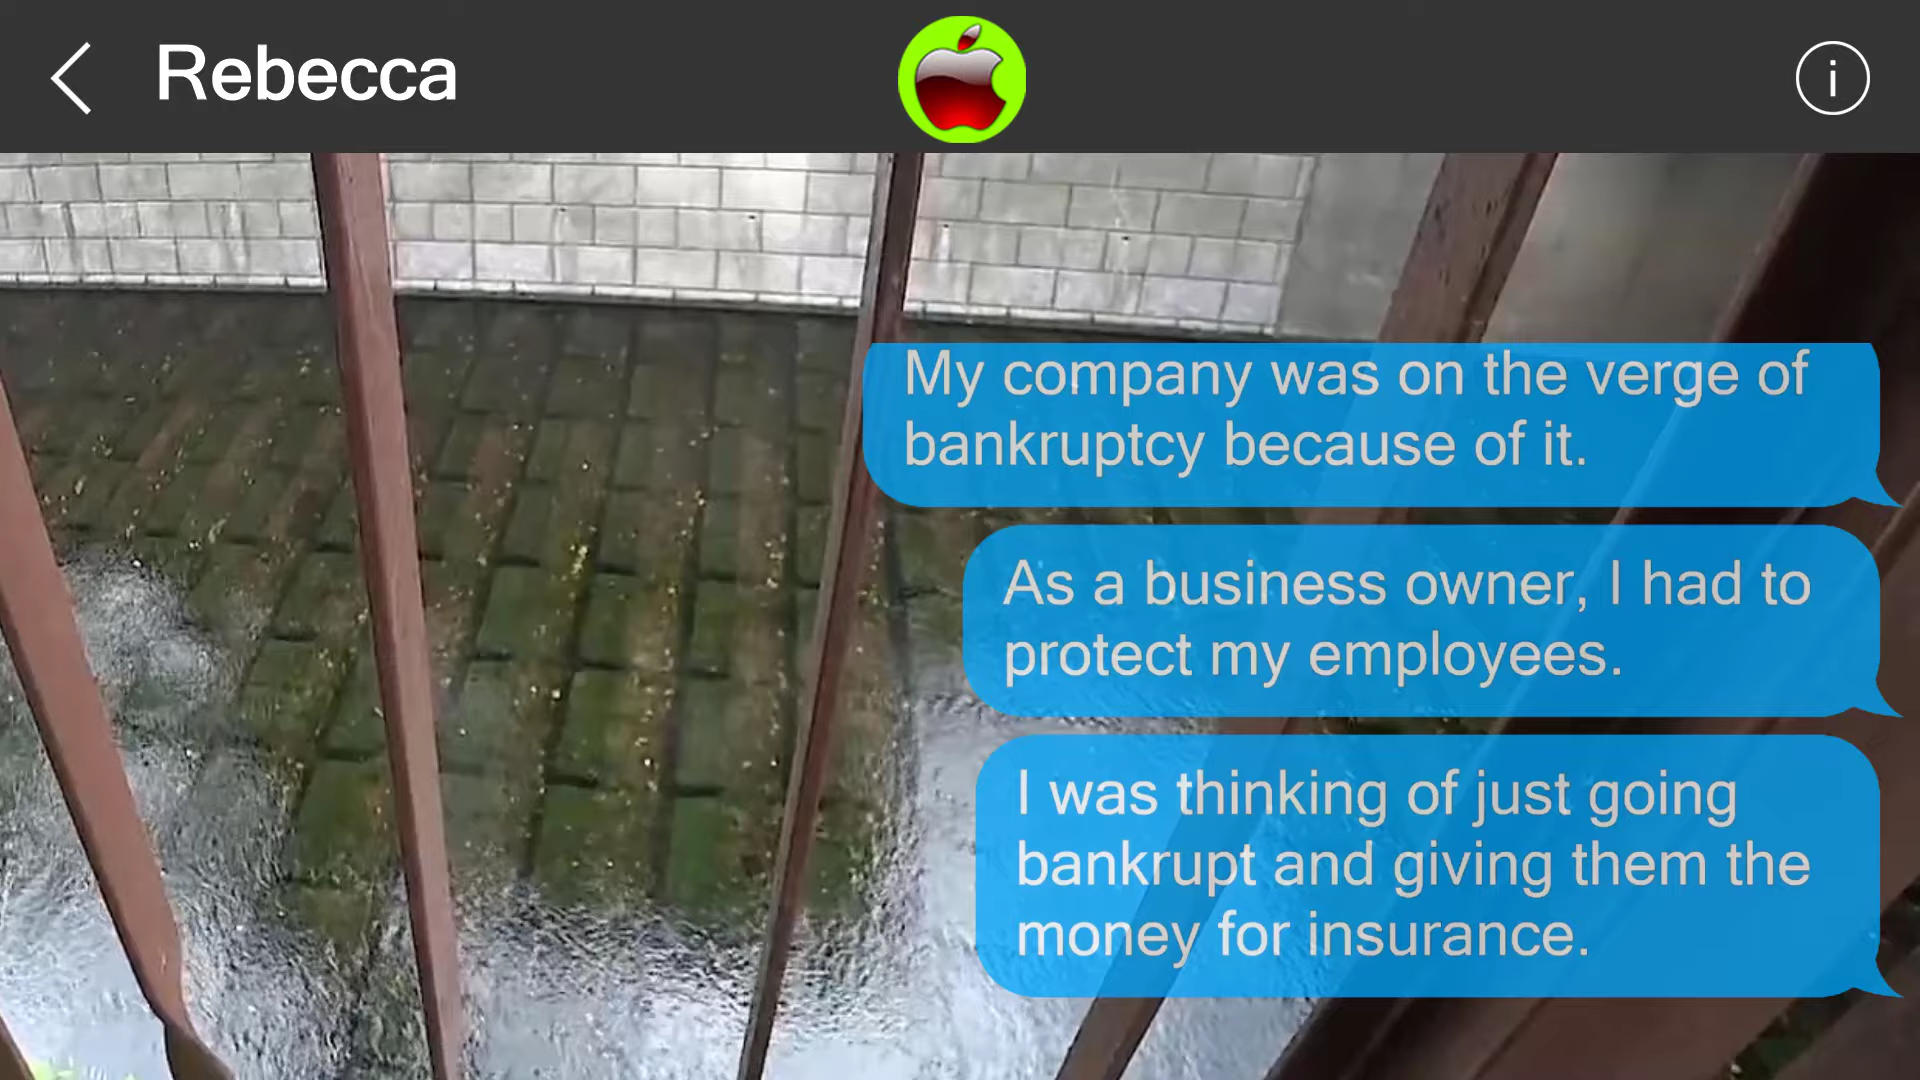 Rebecca
i
My company was on the verge of
bankruptcy because of it.
As a business owner, I had to
protect my employees.
I was thinking of just going
bankrupt and giving them the
money for insurance.